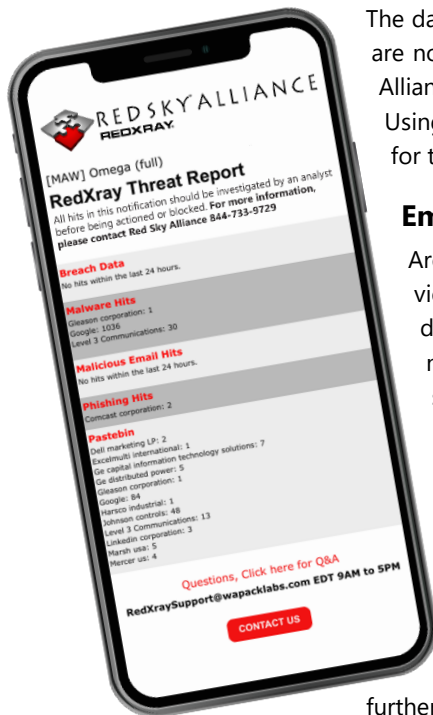 RED SKY ALLIANCE
REDXRAY
[MAW] Omega (full)
RedXray Threat Report
All hits in this notification should be investigated by an analyst
before being actioned or blocked. For more information,
please contact Red Sky Alliance 844-733-9729
Breach Data
No hits within the last 24 hours.
Malware Hits
Gleason corporation: 1
Google: 1036
Level 3 Communications: 30
Malicious Email Hits
No hits within the last 24 hours.
Phishing Hits
Comcast corporation: 2
Pastebin
Dell marketing LP: 2
Excelmulti international: 1
Ge capital information technology solutions: 7
Ge distributed power: 5
Gleason corporation: 1
Google: 84
Harsco industrial: 1
Johnson controls: 48
Level 3 Communications: 13
Linkedin corporation: 3
Marsh usa: 5
Mercer us: 4
Questions, Click here for Q&A
RedXraySupport@wapacklabs.com EDT 9AM to 5PM
CONTACT US
The da
are no
Allian
Using
for t
Em
Ar
vi
d
further